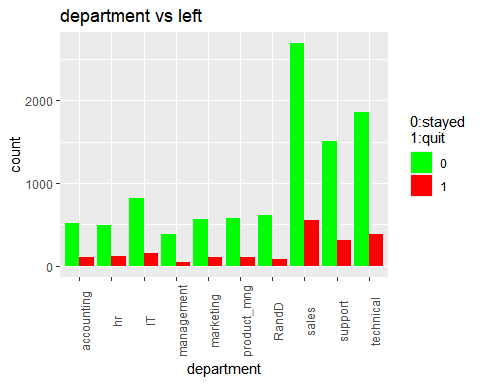 department vs left
count
2000
1000
0
accounting
hr
IT
management
marketing
product_mng
RandD
sales
support
technical
department
0:stayed
1:quit
0
1